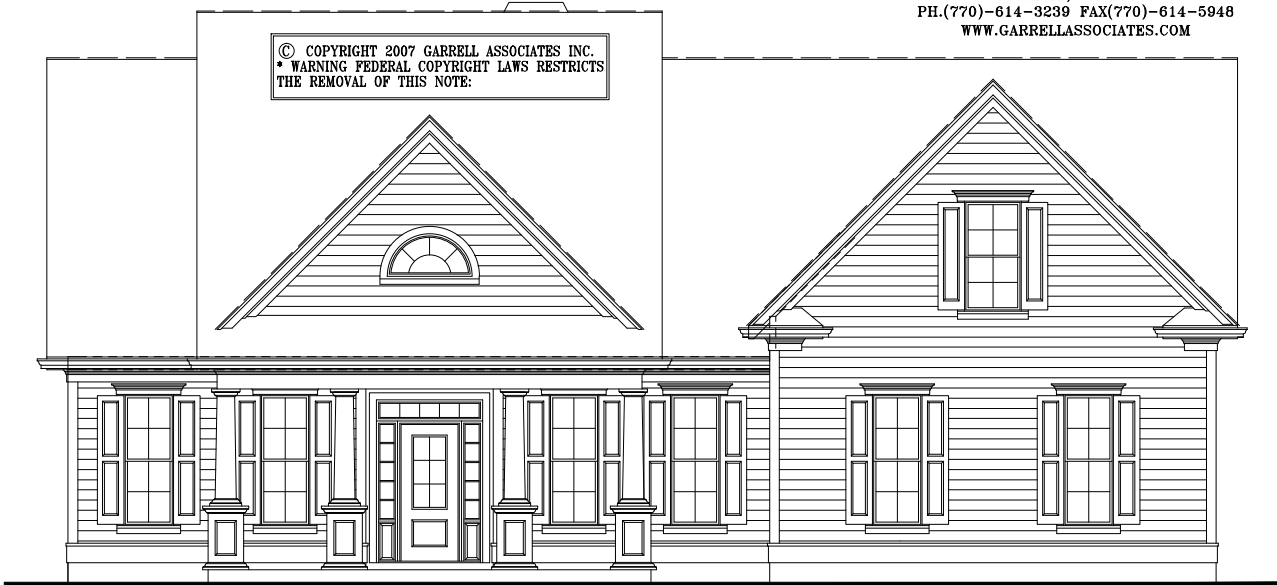 PH.(770)-614-3239 FAX(770)-614-5948
WWW.GARRELLASSOCIATES.COM
© COPYRIGHT 2007 GARRELL ASSOCIATES INC.
* WARNING FEDERAL COPYRIGHT LAWS RESTRICTS
THE REMOVAL OF THIS NOTE: